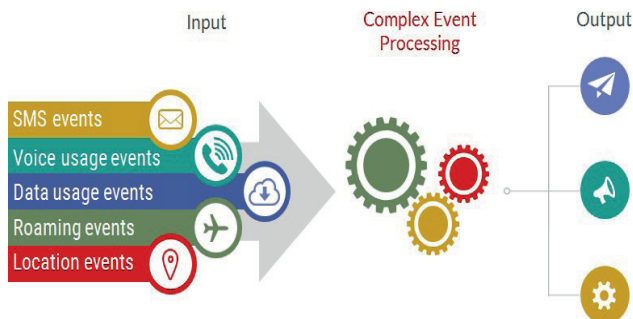 Input
Complex Event
Processing
Output
SMS events
Voice usage events
Data usage events
Roaming events
Location events